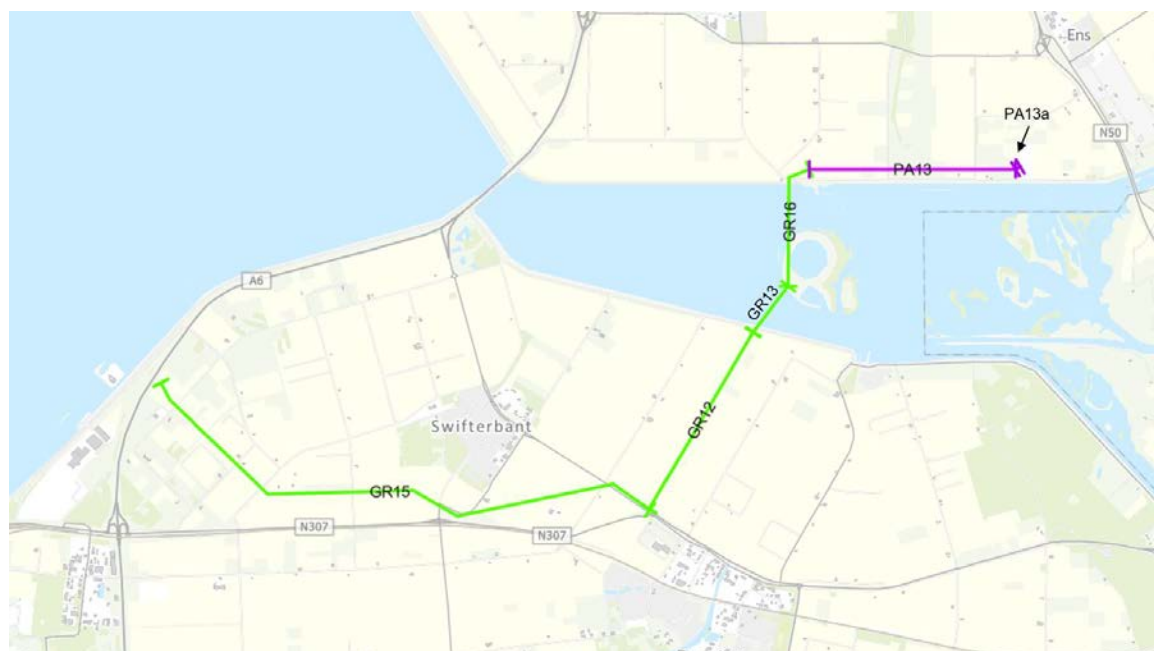 Ens
PA13a
N50
PA13
GR16
A6
GR13
GR12
Swifterbant
GR15
N307
N307